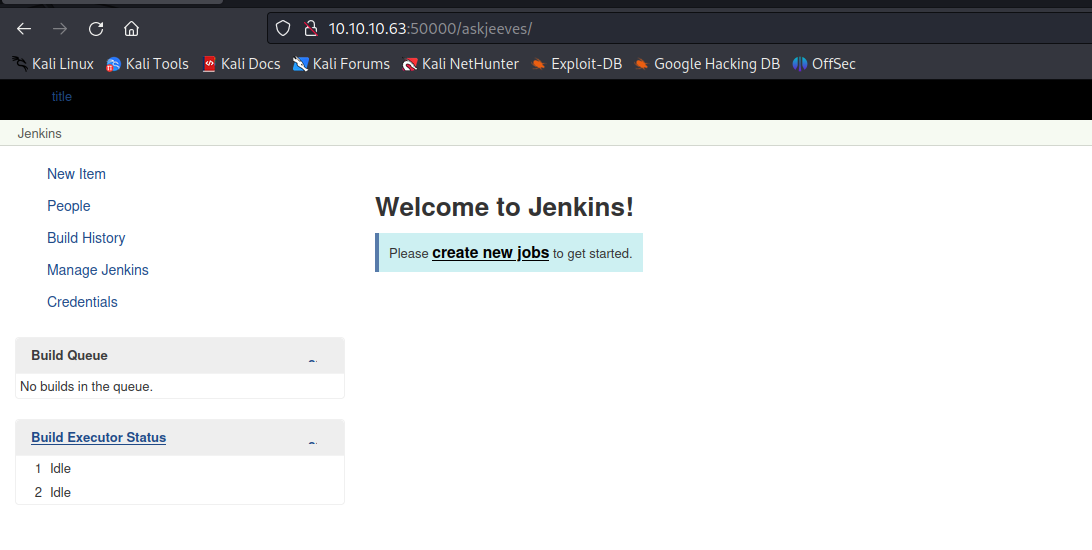 10.10.10.63:50000/askjeeves/
Kali Linux Kali Tools Kali Docs Kali Forums Kali NetHunter Exploit-DB Google Hacking DB OffSec
title
Jenkins
New Item
People
Build History
Manage Jenkins
Credentials
Welcome to Jenkins!
Please create new jobs to get started.
Build Queue
No builds in the queue.
Build Executor Status
1 Idle
2 Idle